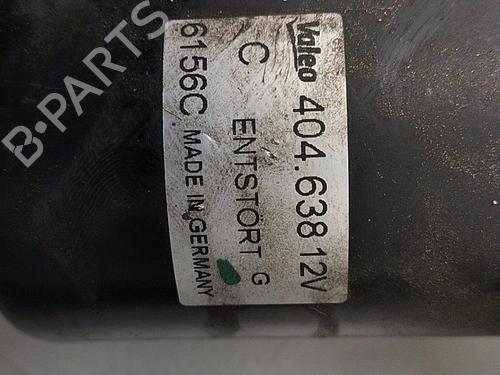 Valeo 404.638 12V
C ENTSTÖRT G
6156C MADE IN GERMANY
B-PARTS